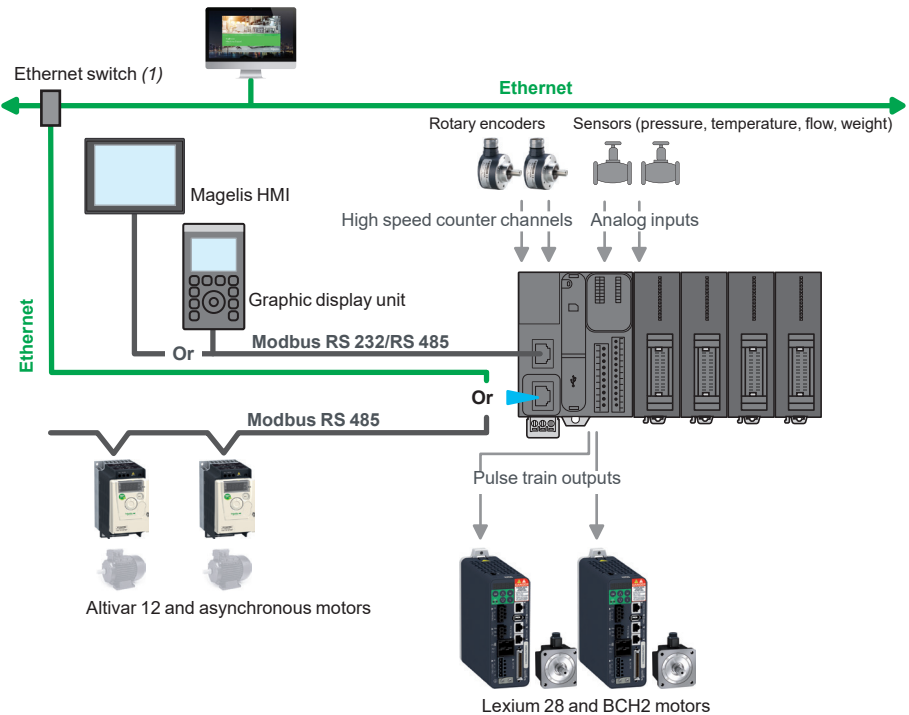 Ethernet switch (1)
Ethernet
Rotary encoders
Sensors (pressure, temperature, flow, weight)
Magelis HMI
High speed counter channels
Analog inputs
Graphic display unit
Ethernet
Or
Modbus RS 232/RS 485
Or
Modbus RS 485
Pulse train outputs
Altivar 12 and asynchronous motors
Lexium 28 and BCH2 motors